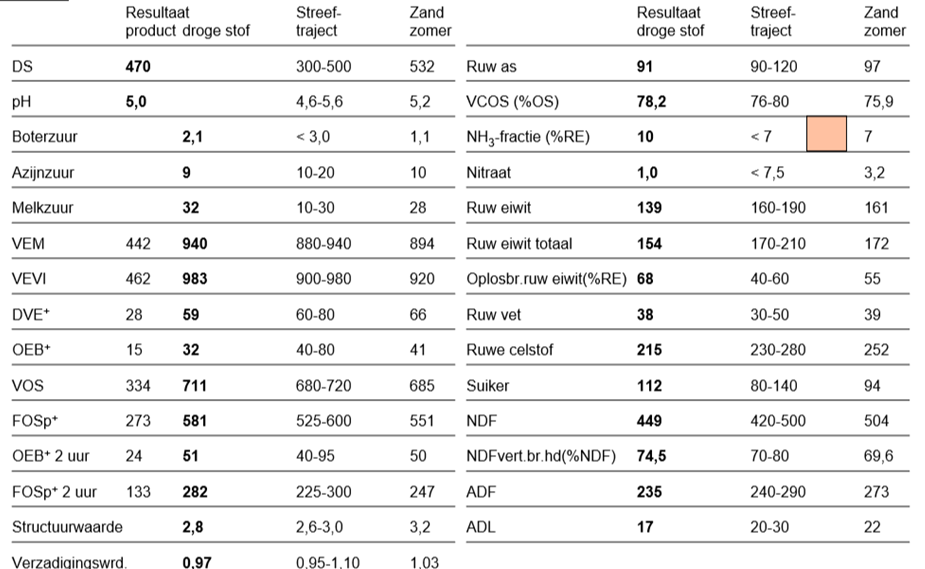 Resultaat Streef- Zand Resultaat Streef- Zand
product droge stof traject zomer droge stof traject zomer
DS 470 300-500 532 Ruw as 91 90-120 97
pH 5,0 4,6-5,6 5,2 VCOS (%OS) 78,2 76-80 75,9
Boterzuur 2,1 < 3,0 1,1 NH₃-fractie (%RE) 10 < 7 7
Azijnzuur 9 10-20 10 Nitraat 1,0 < 7,5 3,2
Melkzuur 32 10-30 28 Ruw eiwit 139 160-190 161
VEM 442 940 880-940 894 Ruw eiwit totaal 154 170-210 172
VEVI 462 983 900-980 920 Oplosbr.ruw eiwit(%RE) 68 40-60 55
DVE⁺ 28 59 60-80 66 Ruw vet 38 30-50 39
OEB⁺ 15 32 40-80 41 Ruwe celstof 215 230-280 252
VOS 334 711 680-720 685 Suiker 112 80-140 94
FOSp⁺ 273 581 525-600 551 NDF 449 420-500 504
OEB⁺ 2 uur 24 51 40-95 50 NDFvert.br.hd(%NDF) 74,5 70-80 69,6
FOSp⁺ 2 uur 133 282 225-300 247 ADF 235 240-290 273
Structuurwaarde 2,8 2,6-3,0 3,2 ADL 17 20-30 22
Verzadigingswrd. 0,97 0,95-1,10 1,03